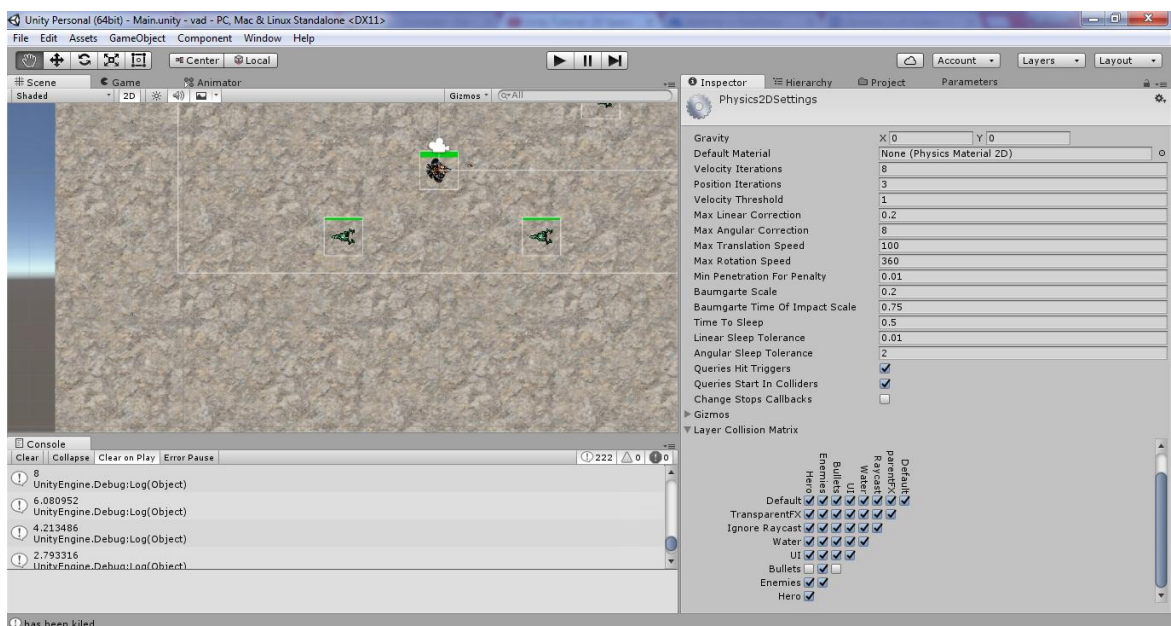 Unity Personal (64bit) - Main.unity - vad - PC, Mac & Linux Standalone <DX11>
File Edit Assets GameObject Component Window Help
Center Local Account Layers Layout
Scene Game Animator
Shaded 2D Gizmos All
Inspector Hierarchy Project Parameters
Physics2DSettings
Gravity X 0 Y 0
Default Material None (Physics Material 2D)
Velocity Iterations 8
Position Iterations 3
Velocity Threshold 1
Max Linear Correction 0.2
Max Angular Correction 8
Max Translation Speed 100
Max Rotation Speed 360
Min Penetration For Penalty 0.01
Baumgarte Scale 0.2
Baumgarte Time Of Impact Scale 0.75
Time To Sleep 0.5
Linear Sleep Tolerance 0.01
Angular Sleep Tolerance 2
Queries Hit Triggers
Queries Start In Colliders
Change Stops Callbacks
Gizmos
Layer Collision Matrix
Hero
Enemies
Bullets
UI
Water
Raycast
parentFX
Default
Default
TransparentFX
Ignore Raycast
Water
UI
Bullets
Enemies
Hero
Console
Clear Collapse Clear on Play Error Pause 222 0 0
8
UnityEngine.Debug:Log(Object)
6.080952
UnityEngine.Debug:Log(Object)
4.213486
UnityEngine.Debug:Log(Object)
2.793316
UnityEngine.Debug:Log(Object)
has been kiled